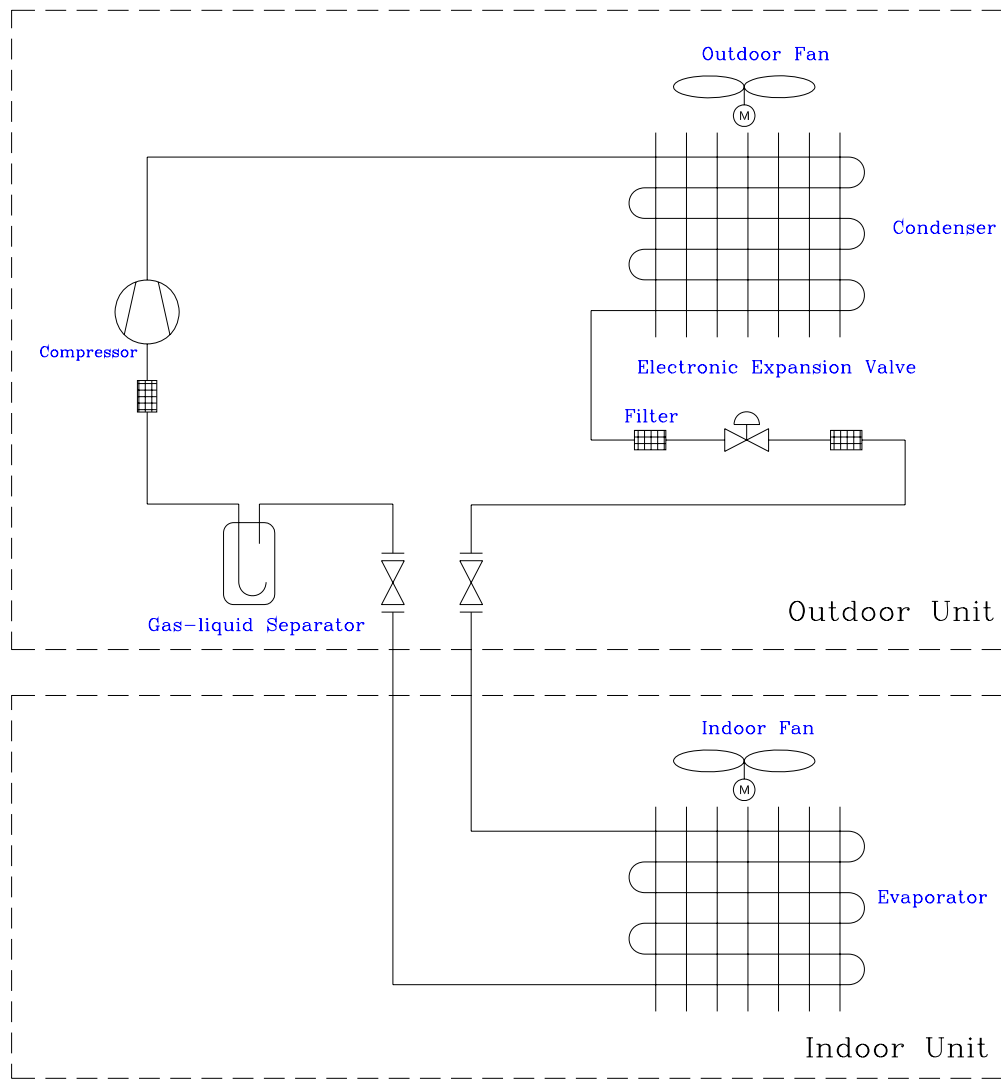 Outdoor Fan
M
Condenser
Compressor
Electronic Expansion Valve
Filter
Gas-liquid Separator
Outdoor Unit
Indoor Fan
M
Evaporator
Indoor Unit